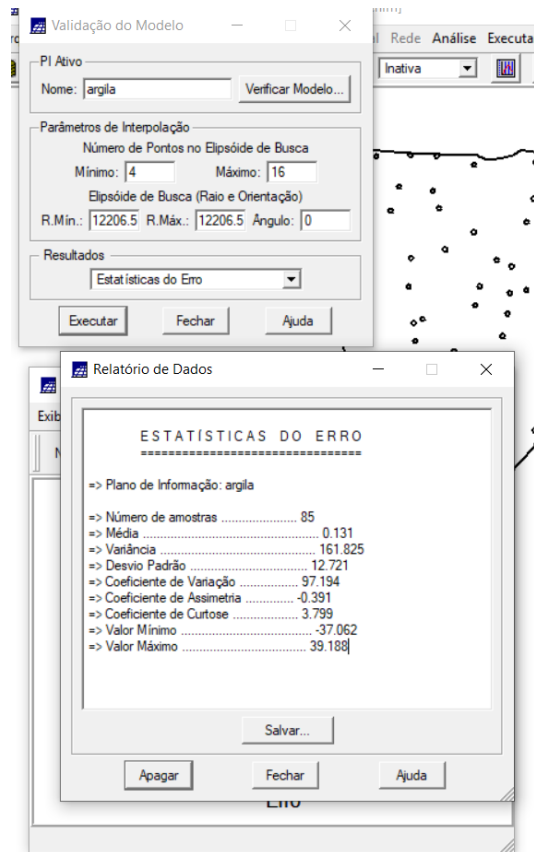 Validação do Modelo
l Rede Análise Executa
PI Ativo
Nome: argila Verificar Modelo...
Inativa
Parâmetros de Interpolação
Número de Pontos no Elipsóide de Busca
Mínimo: 4 Máximo: 16
Elipsóide de Busca (Raio e Orientação)
R.Mín.: 12206.5 R.Máx.: 12206.5 Ângulo: 0
Resultados
Estatísticas do Erro
Executar Fechar Ajuda
Relatório de Dados
Exib
ESTATÍSTICAS DO ERRO
================================
=> Plano de Informação: argila
=> Número de amostras ...................... 85
=> Média ................................................... 0.131
=> Variância ............................................. 161.825
=> Desvio Padrão .................................. 12.721
=> Coeficiente de Variação ................. 97.194
=> Coeficiente de Assimetria .............. -0.391
=> Coeficiente de Curtose ................... 3.799
=> Valor Mínimo ...................................... -37.062
=> Valor Máximo .................................... 39.188
Salvar...
Apagar Fechar Ajuda